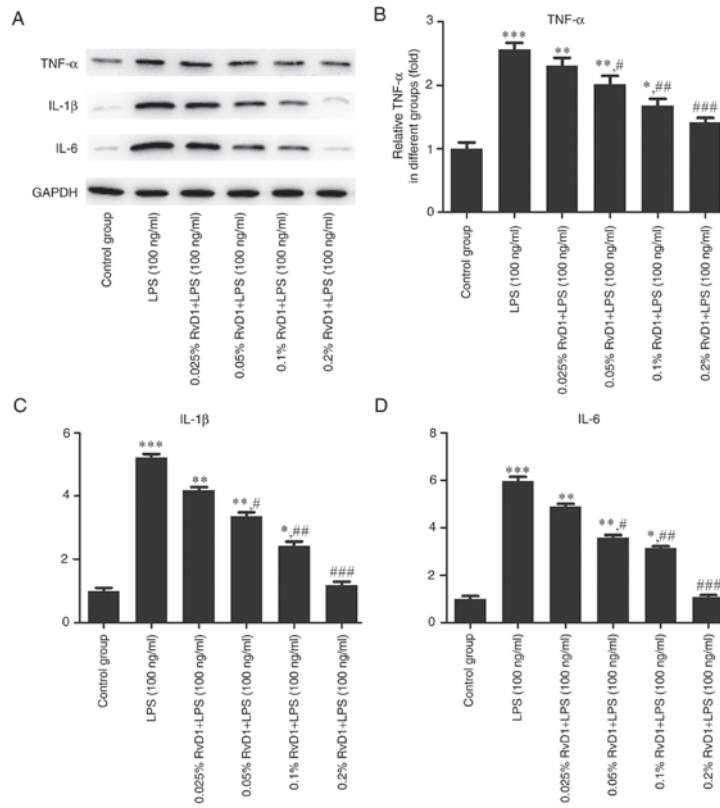 A
TNF-α
IL-1β
IL-6
GAPDH
Control group
LPS (100 ng/ml)
0.025% RvD1+LPS (100 ng/ml)
0.05% RvD1+LPS (100 ng/ml)
0.1% RvD1+LPS (100 ng/ml)
0.2% RvD1+LPS (100 ng/ml)
B
TNF-α
Relative TNF-α
in different groups (fold)
3
2
1
0
***
**
**,#
*,##
###
Control group
LPS (100 ng/ml)
0.025% RvD1+LPS (100 ng/ml)
0.05% RvD1+LPS (100 ng/ml)
0.1% RvD1+LPS (100 ng/ml)
0.2% RvD1+LPS (100 ng/ml)
C
IL-1β
6
4
2
0
***
**
**,#
*,##
###
Control group
LPS (100 ng/ml)
0.025% RvD1+LPS (100 ng/ml)
0.05% RvD1+LPS (100 ng/ml)
0.1% RvD1+LPS (100 ng/ml)
0.2% RvD1+LPS (100 ng/ml)
D
IL-6
8
6
4
2
0
***
**
**,#
*,##
###
Control group
LPS (100 ng/ml)
0.025% RvD1+LPS (100 ng/ml)
0.05% RvD1+LPS (100 ng/ml)
0.1% RvD1+LPS (100 ng/ml)
0.2% RvD1+LPS (100 ng/ml)